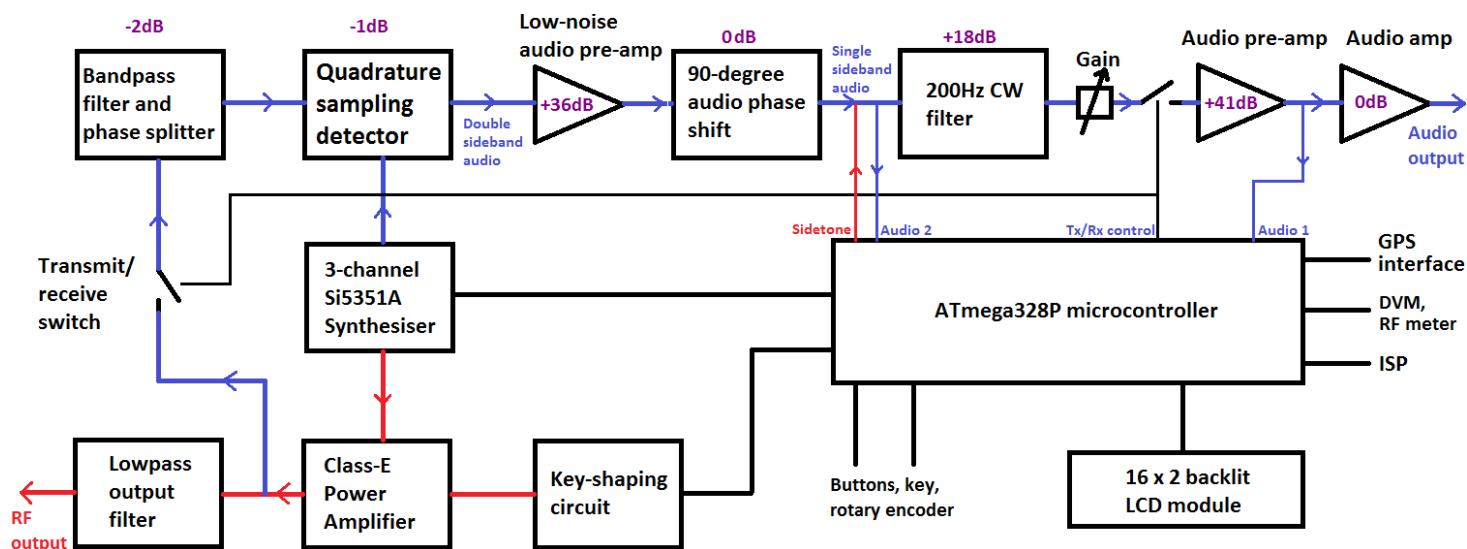 -2dB
Bandpass
filter and
phase splitter
-1dB
Quadrature
sampling
detector
Double
sideband
audio
Low-noise
audio pre-amp
+36dB
0dB
90-degree
audio phase
shift
Single
sideband
audio
+18dB
200Hz CW
filter
Gain
Audio pre-amp
+41dB
Audio amp
0dB
Audio
output
Sidetone
Audio 2
Tx/Rx control
Audio 1
Transmit/
receive
switch
3-channel
Si5351A
Synthesiser
ATmega328P microcontroller
GPS
interface
DVM,
RF meter
ISP
RF
output
Lowpass
output
filter
Class-E
Power
Amplifier
Key-shaping
circuit
Buttons, key,
rotary encoder
16 x 2 backlit
LCD module